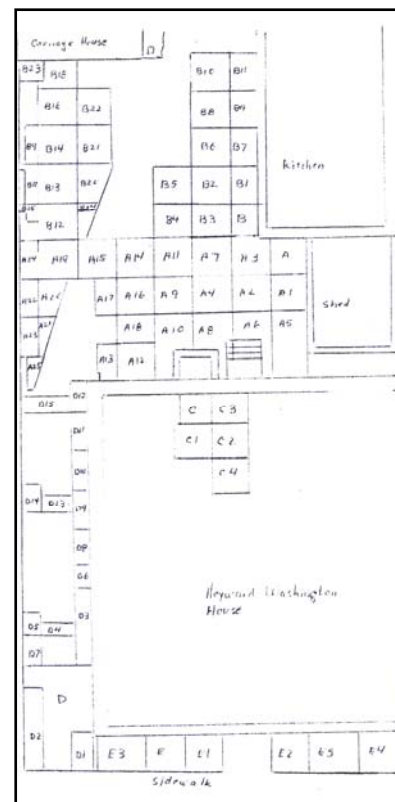 Carriage House
D
B23 B18
B10 B11
B16 B22
B8 B9
B14 B21
B6 B7
Kitchen
B13
B5 B2 B1
B12
B4 B3 B
A19 A15 A14 A11 A7 A3 A
A17 A16 A9 A4 A2 A1
Shed
A18 A10 A8 A6 A5
A13 A12
D12
D15
C C3
D11
C1 C2
D10
C4
D14 D13 D9
D8
Heyward Washington
House
D6
D3
D5 D4
D7
D
D2
D1 E3 E E1 E2 E5 E4
Sidewalk